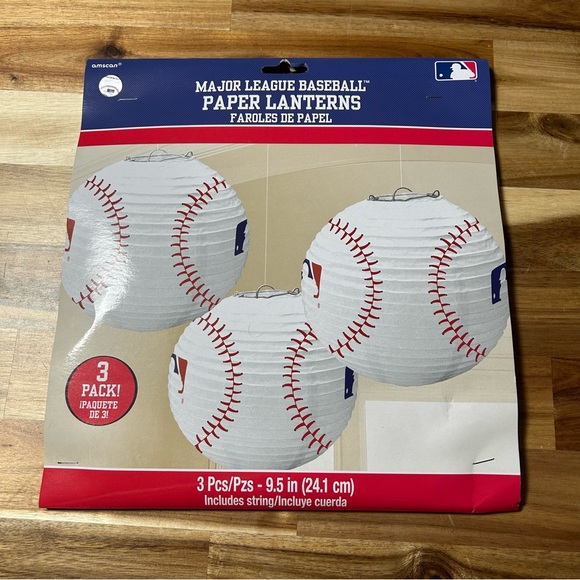 amscan®
MAJOR LEAGUE BASEBALL™
PAPER LANTERNS
FAROLES DE PAPEL
3
PACK!
¡PAQUETE
DE 3!
3 Pcs/Pzs - 9.5 in (24.1 cm)
Includes string/Incluye cuerda